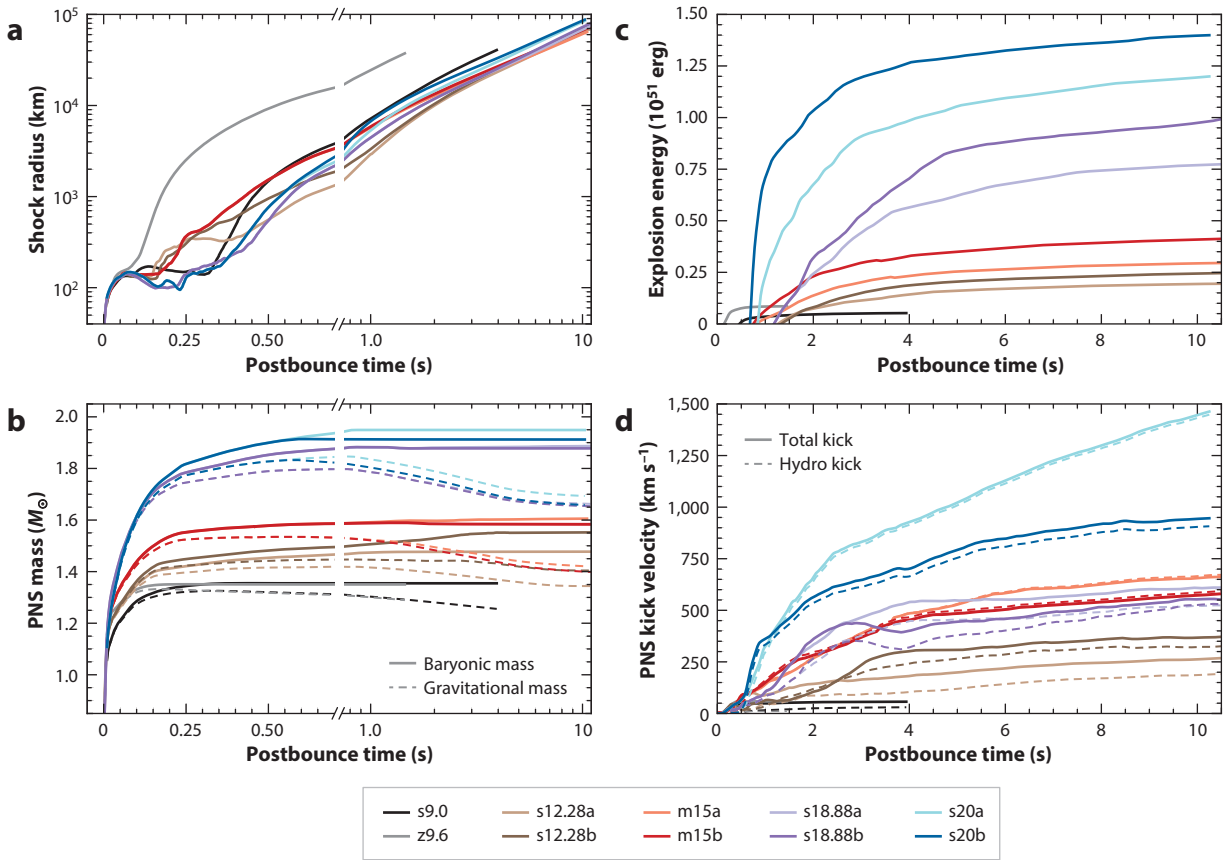 a
10⁵
10⁴
10³
10²
Shock radius (km)
0
0.25
0.50
1.0
10
Postbounce time (s)
c
1.50
1.25
1.00
0.75
0.50
0.25
0
Explosion energy (10⁵¹ erg)
0
2
4
6
8
10
Postbounce time (s)
b
2.0
1.8
1.6
1.4
1.2
1.0
PNS mass (M⊙)
Baryonic mass
Gravitational mass
0
0.25
0.50
1.0
10
Postbounce time (s)
d
1,500
1,250
1,000
750
500
250
0
PNS kick velocity (km s⁻¹)
Total kick
Hydro kick
0
2
4
6
8
10
Postbounce time (s)
s9.0 s12.28a m15a s18.88a s20a
z9.6 s12.28b m15b s18.88b s20b